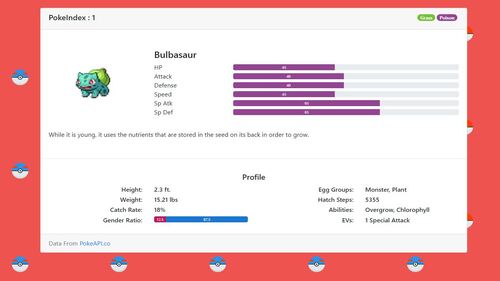 PokeIndex : 1
Grass Poison
Bulbasaur
HP 45
Attack 49
Defense 49
Speed 45
Sp Atk 65
Sp Def 65
While it is young, it uses the nutrients that are stored in the seed on its back in order to grow.
Profile
Height: 2.3 ft.
Weight: 15.21 lbs
Catch Rate: 18%
Gender Ratio: 12.5 87.5
Egg Groups: Monster, Plant
Hatch Steps: 5355
Abilities: Overgrow, Chlorophyll
EVs: 1 Special Attack
Data From PokeAPI.co